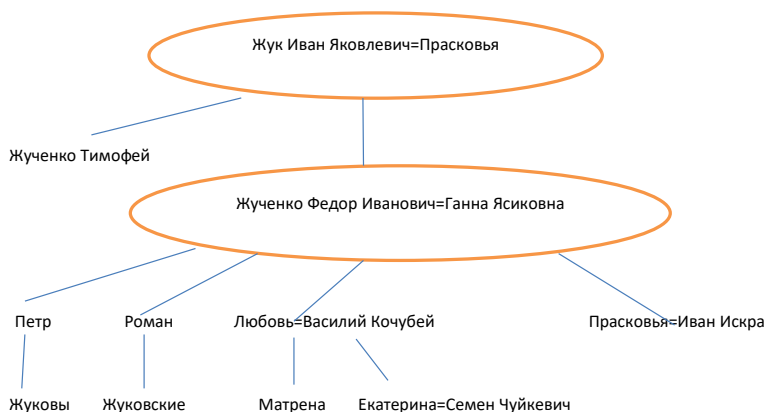 Жук Иван Яковлевич=Прасковья
Жученко Тимофей
Жученко Федор Иванович=Ганна Ясиковна
Петр
Роман
Любовь=Василий Кочубей
Прасковья=Иван Искра
Жуковы
Жуковские
Матрена
Екатерина=Семен Чуйкевич